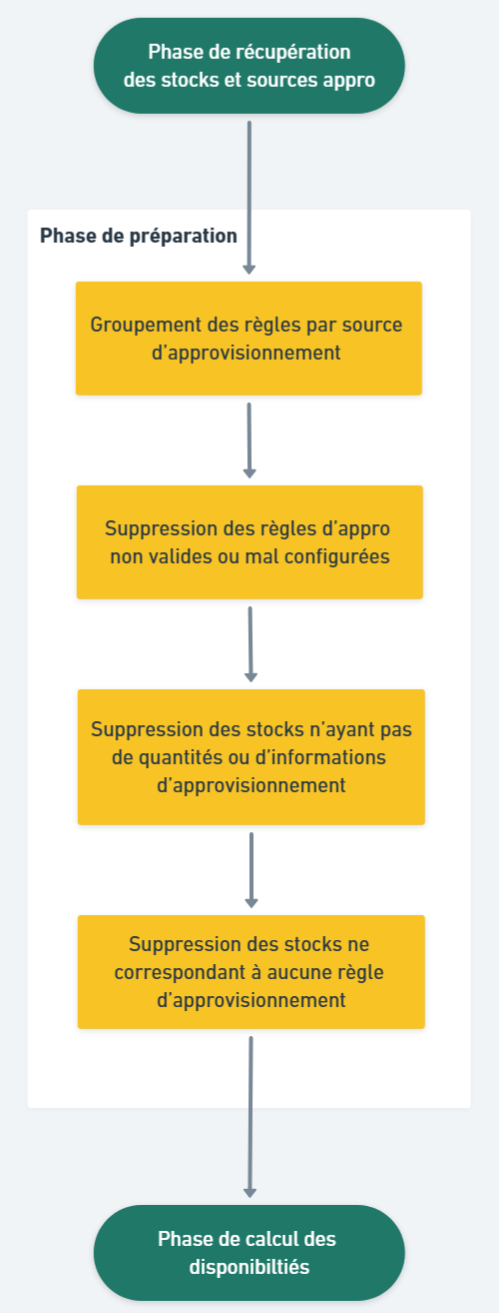 Phase de récupération
des stocks et sources appro
Phase de préparation
Groupement des règles par source
d'approvisionnement
Suppression des règles d'appro
non valides ou mal configurées
Suppression des stocks n'ayant pas
de quantités ou d'informations
d'approvisionnement
Suppression des stocks ne
correspondant à aucune règle
d'approvisionnement
Phase de calcul des
disponibiltiés